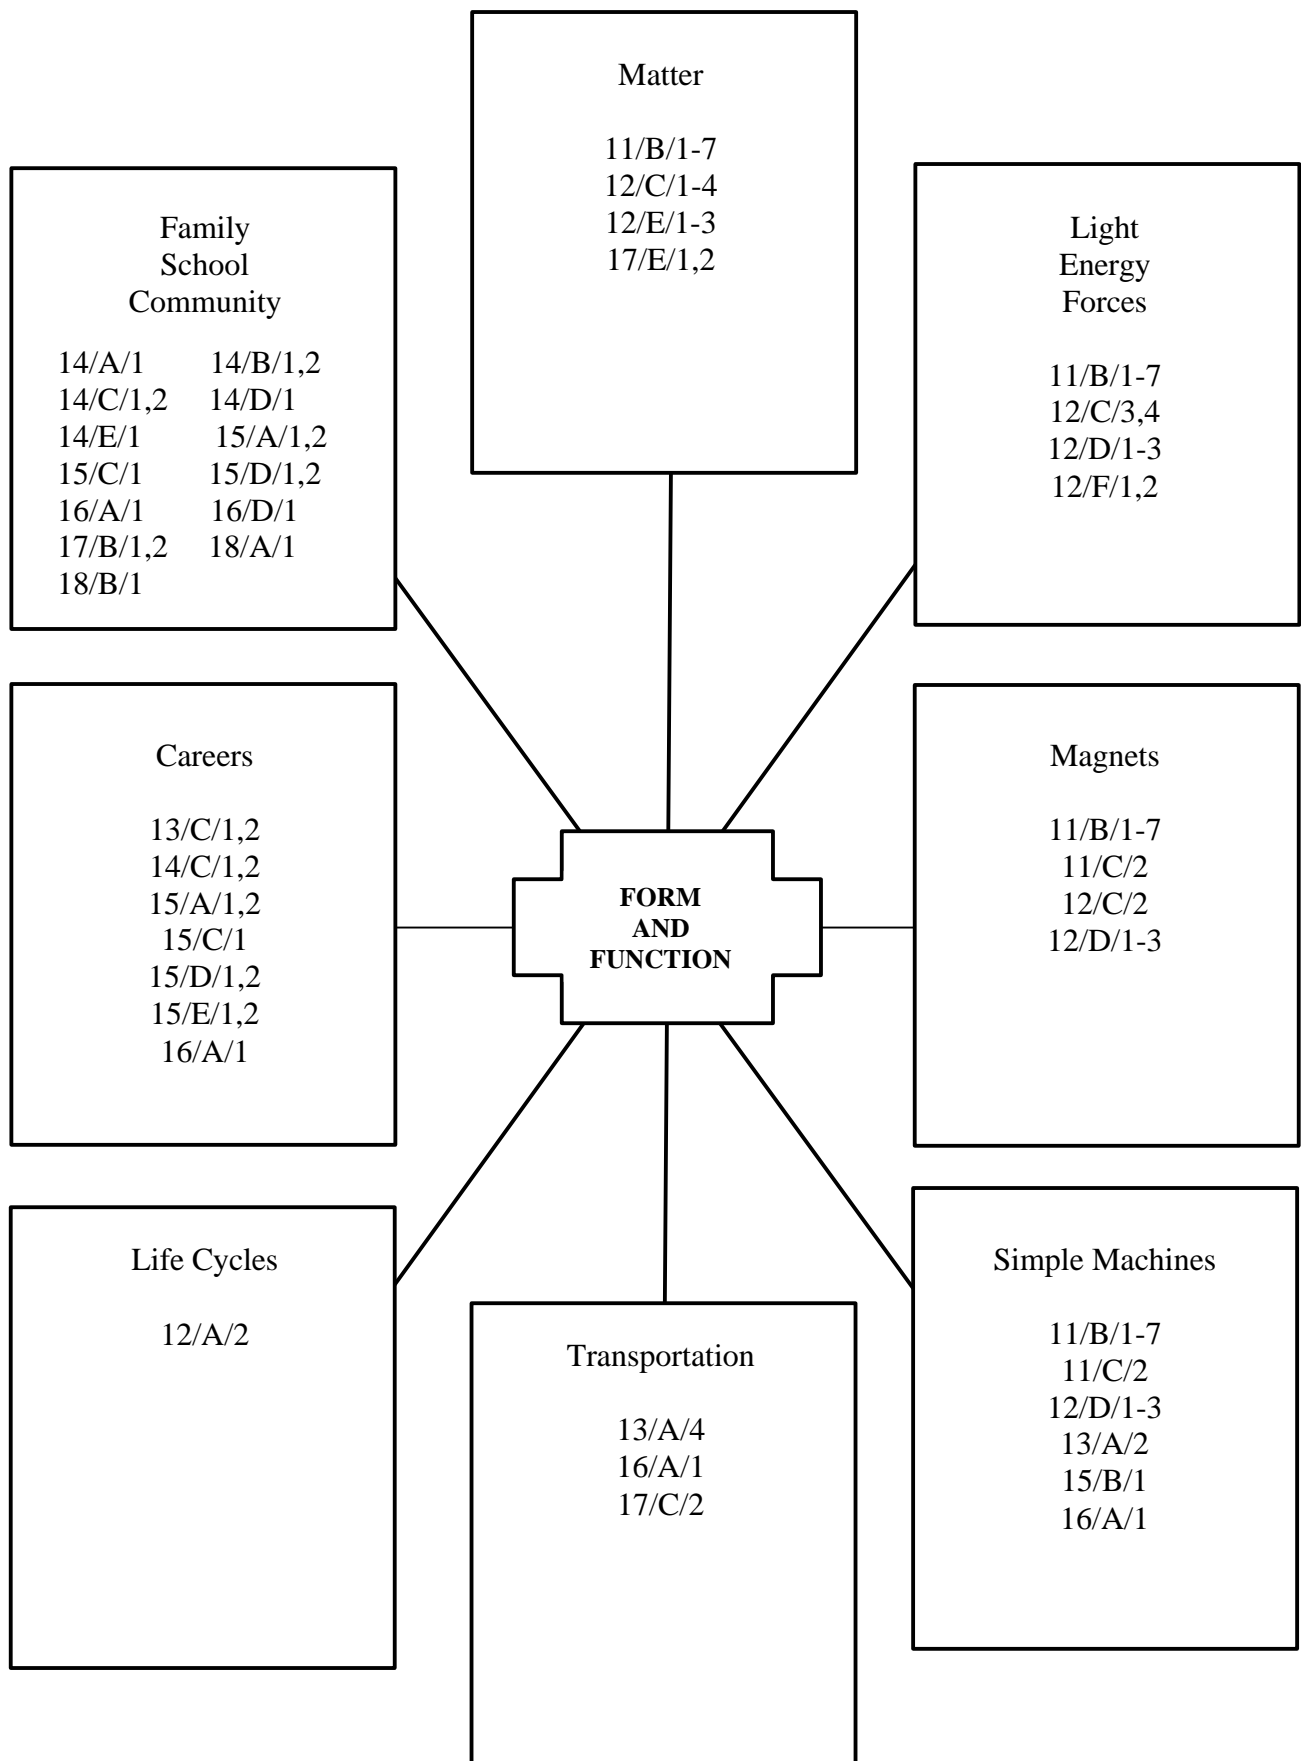 Matter
11/B/1-7
12/C/1-4
12/E/1-3
17/E/1,2
Family
School
Community
14/A/1 14/B/1,2
14/C/1,2 14/D/1
14/E/1 15/A/1,2
15/C/1 15/D/1,2
16/A/1 16/D/1
17/B/1,2 18/A/1
18/B/1
Light
Energy
Forces
11/B/1-7
12/C/3,4
12/D/1-3
12/F/1,2
Careers
13/C/1,2
14/C/1,2
15/A/1,2
15/C/1
15/D/1,2
15/E/1,2
16/A/1
FORM
AND
FUNCTION
Magnets
11/B/1-7
11/C/2
12/C/2
12/D/1-3
Life Cycles
12/A/2
Transportation
13/A/4
16/A/1
17/C/2
Simple Machines
11/B/1-7
11/C/2
12/D/1-3
13/A/2
15/B/1
16/A/1